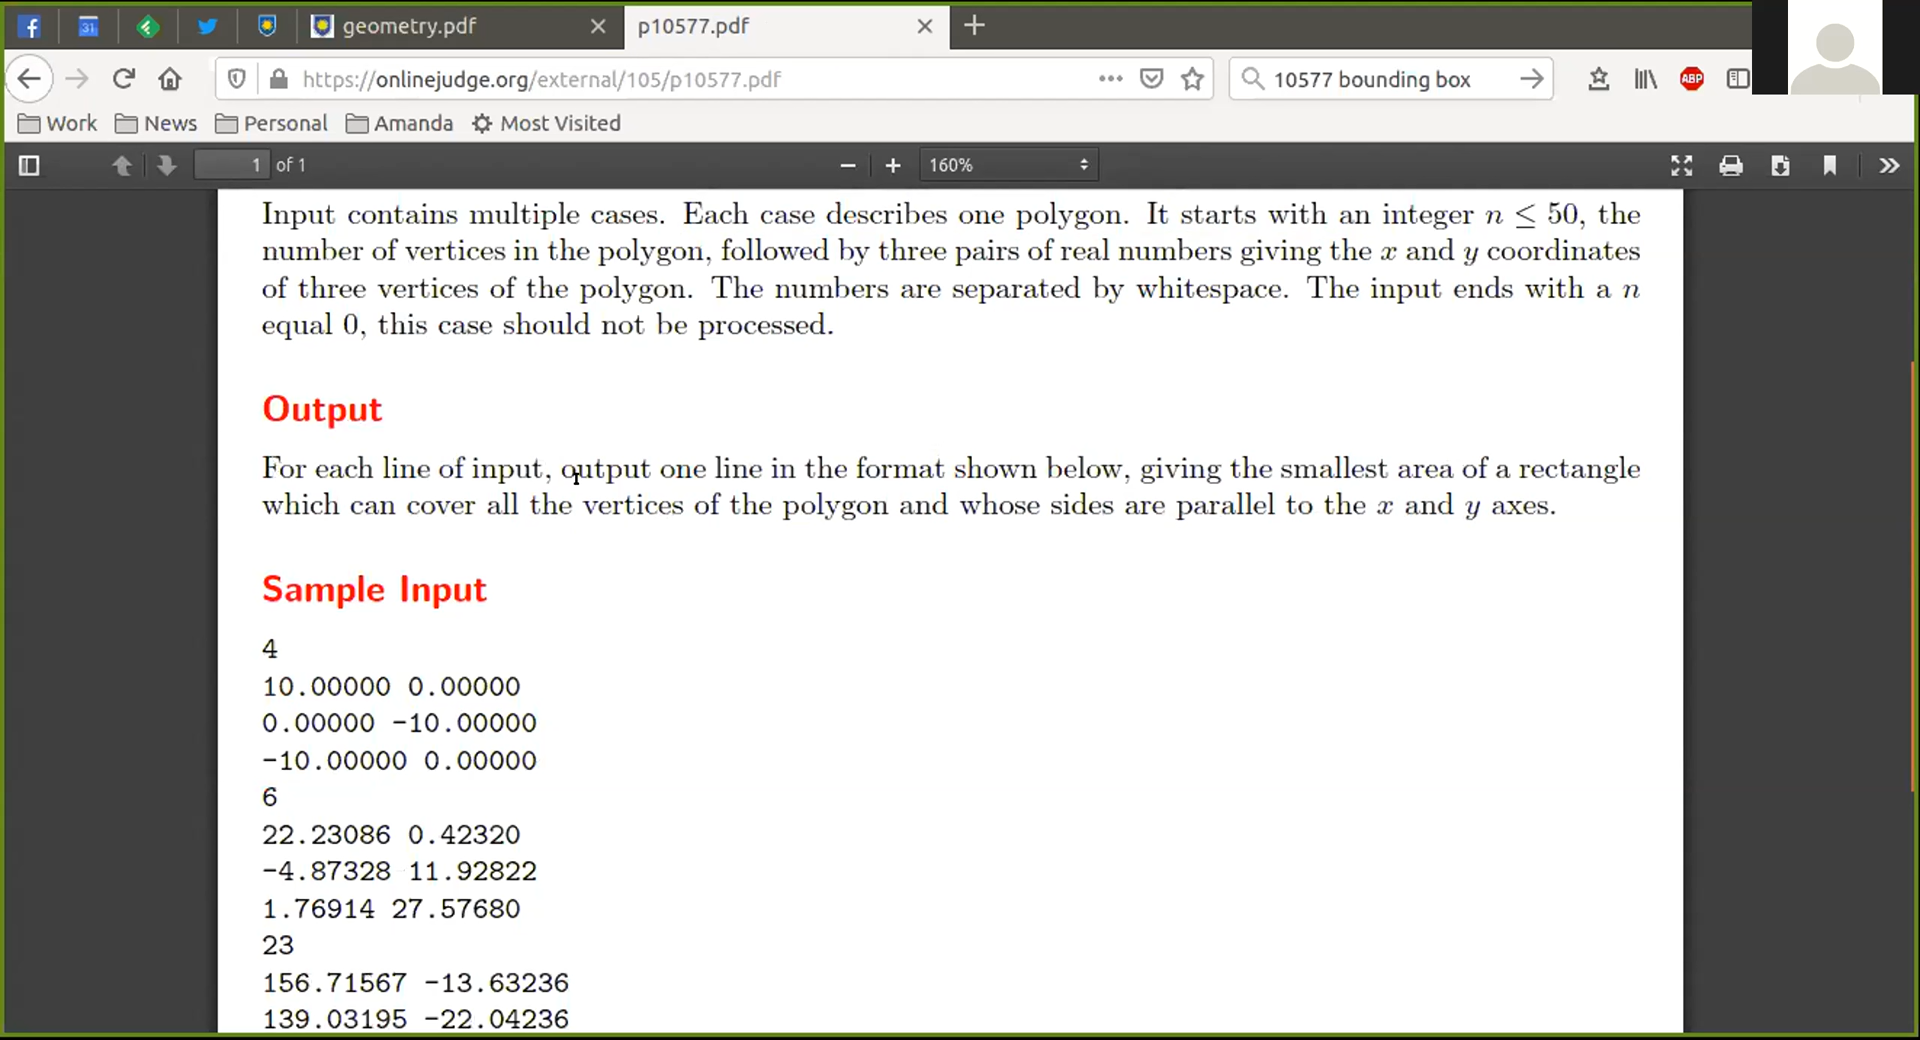 31
geometry.pdf
p10577.pdf
https://onlinejudge.org/external/105/p10577.pdf
10577 bounding box
ABP
Work
News
Personal
Amanda
Most Visited
1 of 1
160%
Input contains multiple cases. Each case describes one polygon. It starts with an integer n ≤ 50, the
number of vertices in the polygon, followed by three pairs of real numbers giving the x and y coordinates
of three vertices of the polygon. The numbers are separated by whitespace. The input ends with a n
equal 0, this case should not be processed.
Output
For each line of input, output one line in the format shown below, giving the smallest area of a rectangle
which can cover all the vertices of the polygon and whose sides are parallel to the x and y axes.
Sample Input
4
10.00000 0.00000
0.00000 -10.00000
-10.00000 0.00000
6
22.23086 0.42320
-4.87328 11.92822
1.76914 27.57680
23
156.71567 -13.63236
139.03195 -22.04236